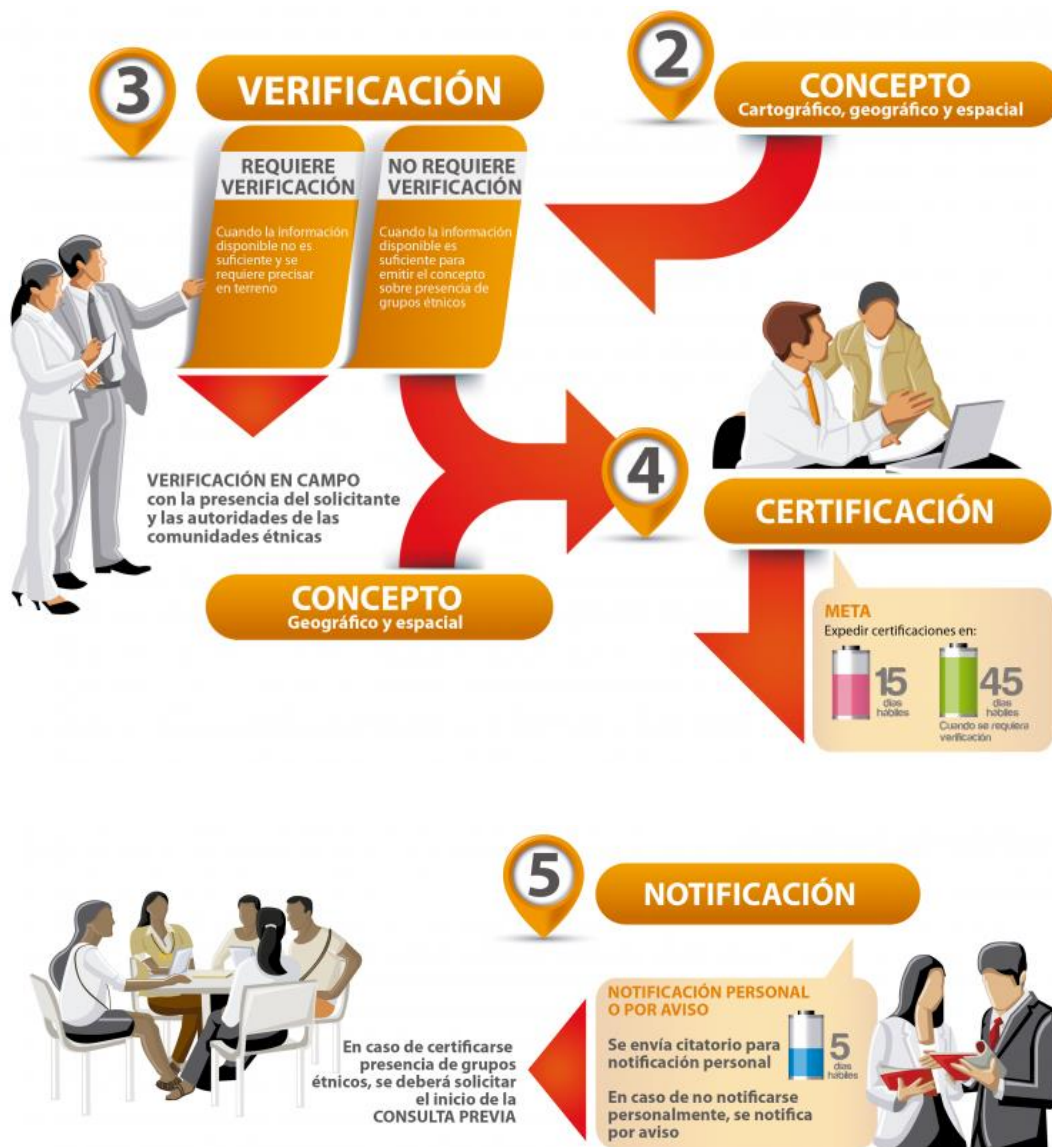 2
CONCEPTO
Cartográfico, geográfico y espacial
3
VERIFICACIÓN
REQUIERE
VERIFICACIÓN
Cuando la información
disponible no es
suficiente y se
requiere precisar
en terreno
NO REQUIERE
VERIFICACIÓN
Cuando la información
disponible es
suficiente para
emitir el concepto
sobre presencia de
grupos étnicos
VERIFICACIÓN EN CAMPO
con la presencia del solicitante
y las autoridades de las
comunidades étnicas
CONCEPTO
Geográfico y espacial
4
CERTIFICACIÓN
META
Expedir certificaciones en:
15
días
hábiles
45
días
hábiles
Cuando se requiera
verificación
5
NOTIFICACIÓN
NOTIFICACIÓN PERSONAL
O POR AVISO
Se envía citatorio para
notificación personal
5
días
hábiles
En caso de no notificarse
personalmente, se notifica
por aviso
En caso de certificarse
presencia de grupos
étnicos, se deberá solicitar
el inicio de la
CONSULTA PREVIA